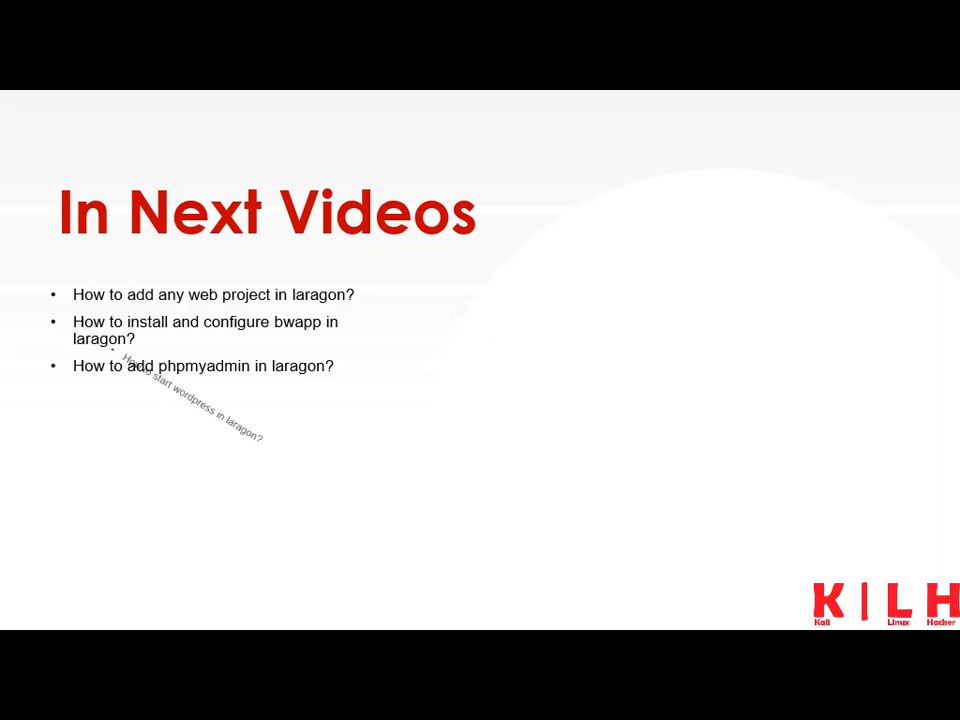 In Next Videos
• How to add any web project in laragon?
• How to install and configure bwapp in
laragon?
• How to add phpmyadmin in laragon?
• How to start wordpress in laragon?
K | L H
Kali Linux Hacker